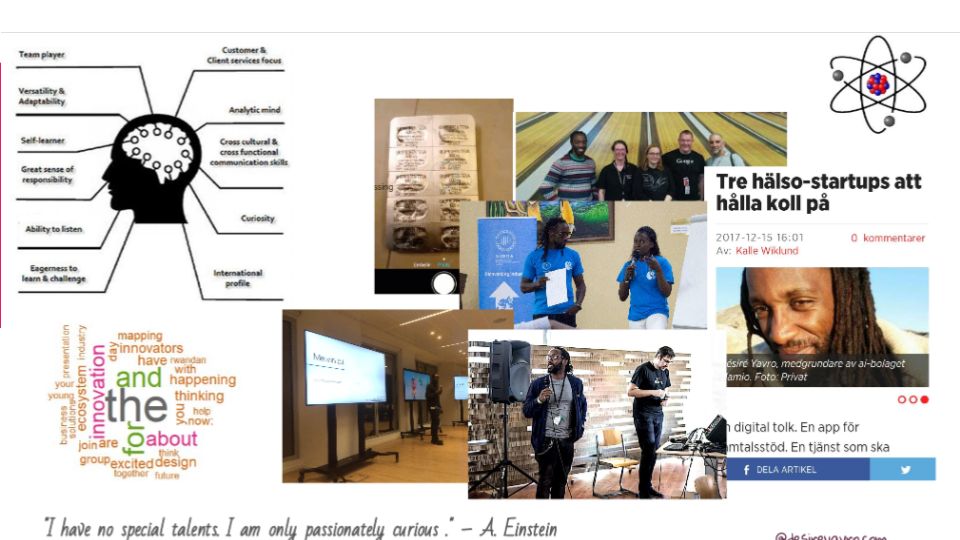 Team player
Customer &
Client services focus
Versatility &
Adaptability
Analytic mind
Self-learner
Cross cultural &
cross functional
communication skills
Great sense of
responsibility
Curiosity
Ability to listen
Eagerness to
learn & challenge
International
profile
ssing
Google
Tre hälso-startups att
hålla koll på
2017-12-15 16:01
0 kommentarer
Av: Kalle Wiklund
ésiré Yavro, medgrundare av ai-bolaget
lamio. Foto: Privat
n digital tolk. En app för
mtalsstöd. En tjänst som ska
DELA ARTIKEL
mapping
innovators
day
have
rwandan
with
and
happening
presentation
industry
your
young
ecosystem
innovation
the
thinking
you
help
now:
business
solutions
for
about
join
are
think
group
excited
design
together
future
"I have no special talents. I am only passionately curious ." – A. Einstein